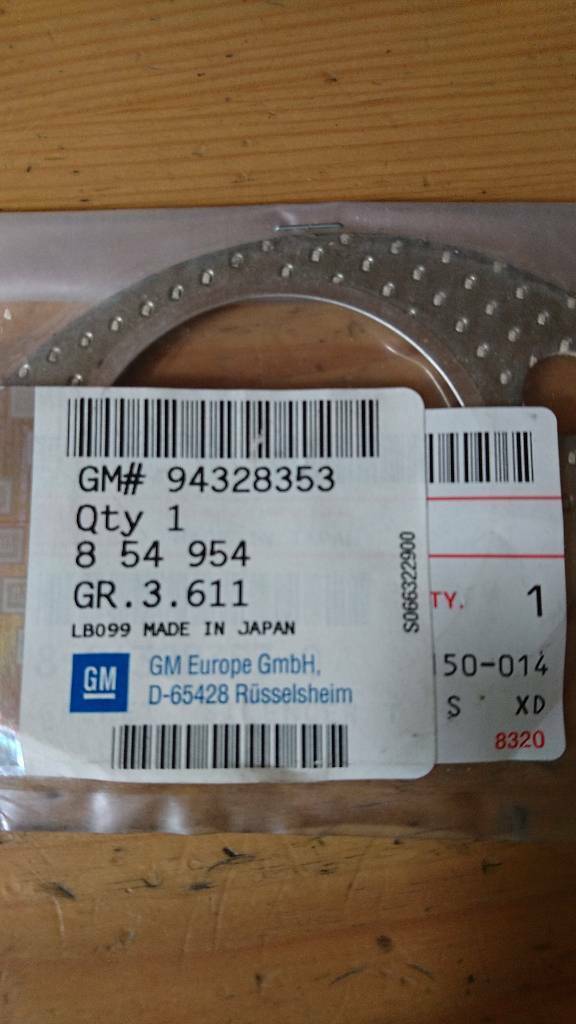 GM# 94328353
Qty 1
8 54 954
GR.3.611
LB099 MADE IN JAPAN
GM
GM Europe GmbH,
D-65428 Rüsselsheim
S066322900
TY. 1
150-014
S XD
8320